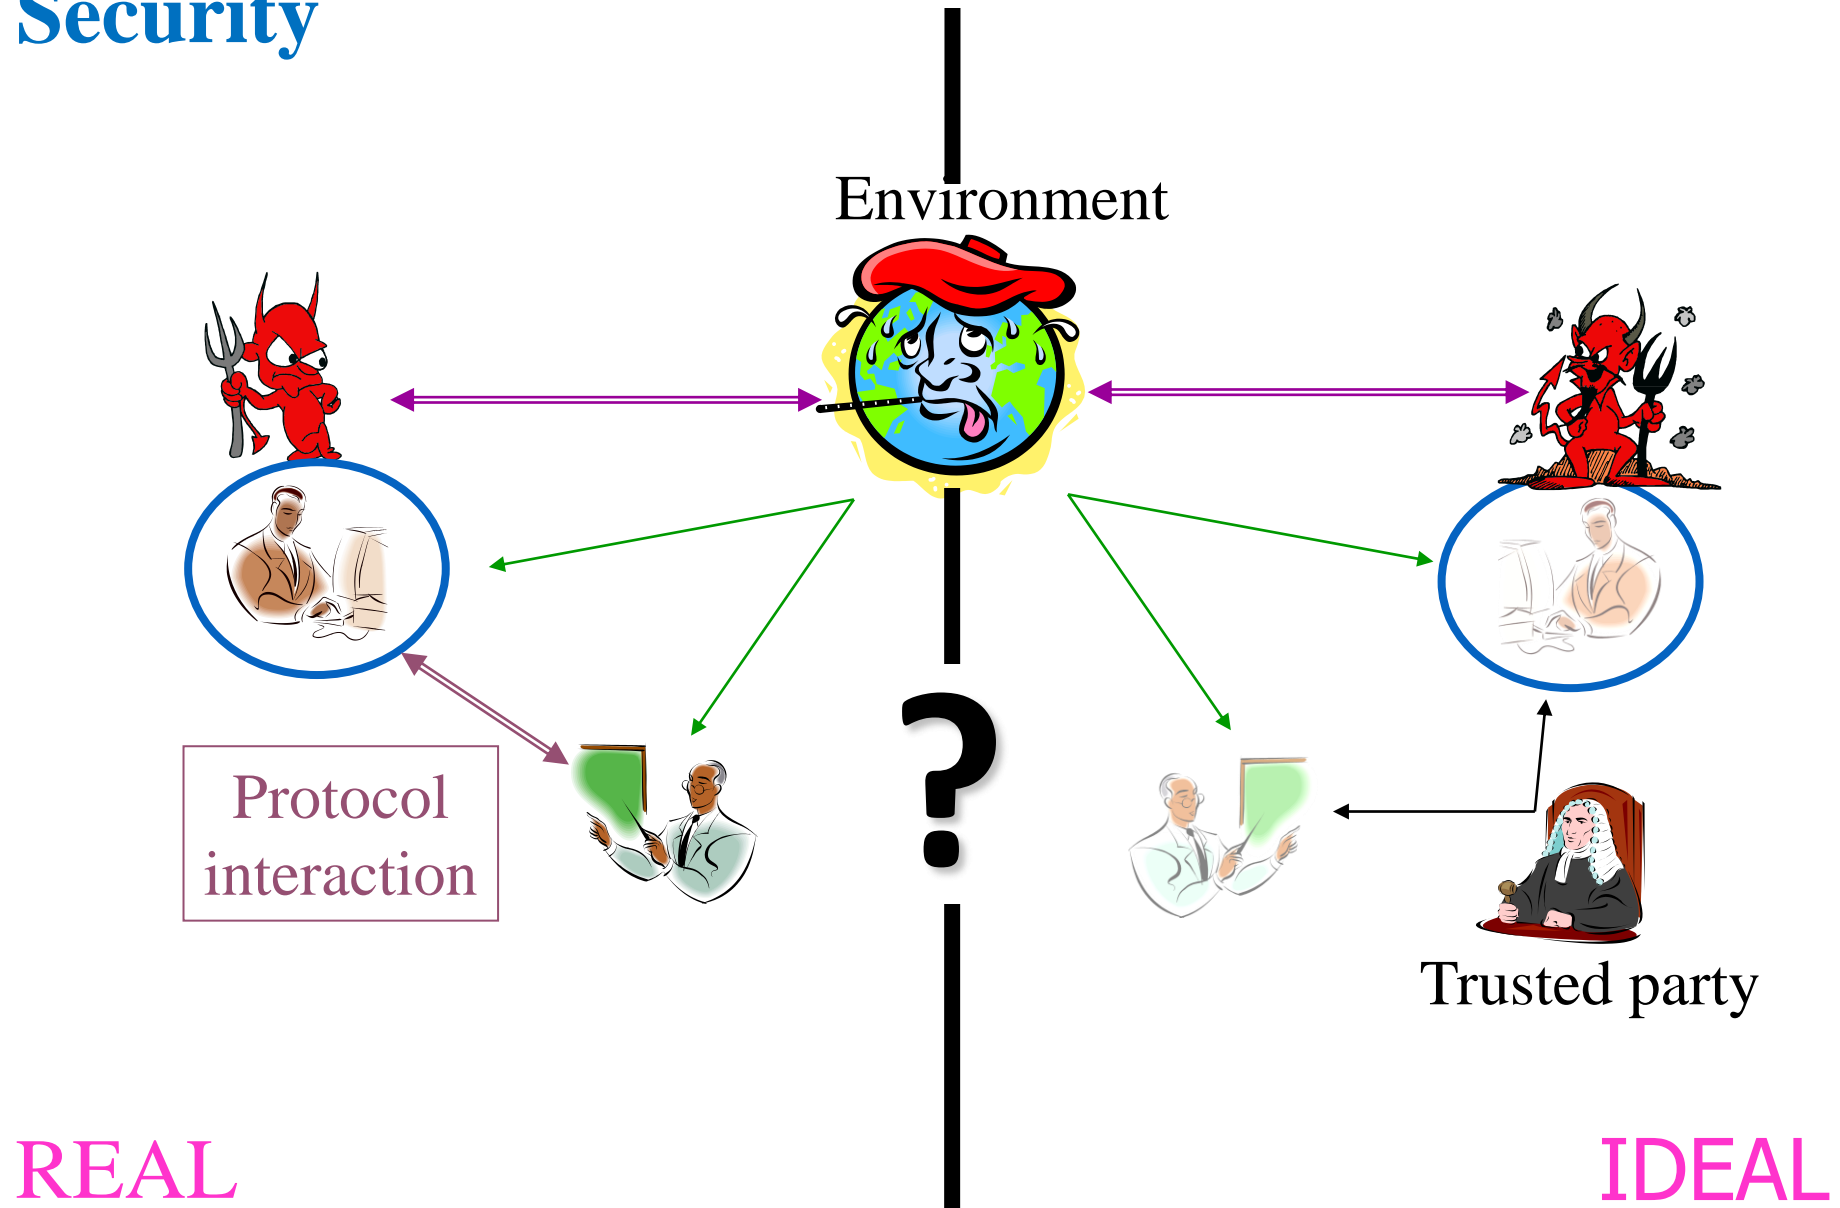 Security
Environment
?
Protocol
interaction
Trusted party
REAL
IDEAL